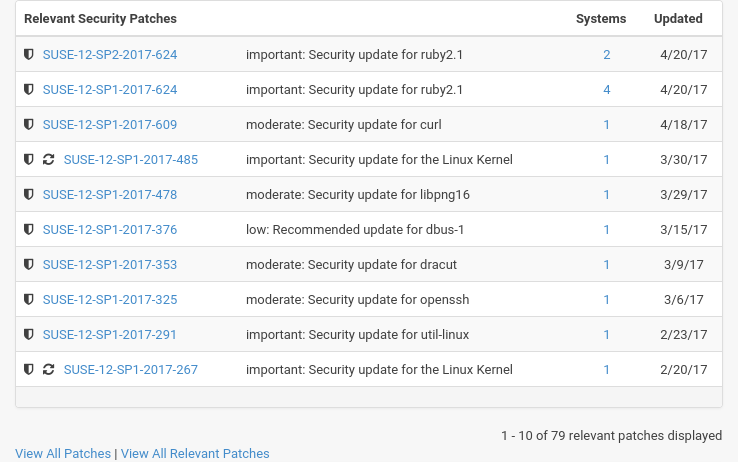 Relevant Security Patches Systems Updated
SUSE-12-SP2-2017-624 important: Security update for ruby2.1 2 4/20/17
SUSE-12-SP1-2017-624 important: Security update for ruby2.1 4 4/20/17
SUSE-12-SP1-2017-609 moderate: Security update for curl 1 4/18/17
SUSE-12-SP1-2017-485 important: Security update for the Linux Kernel 1 3/30/17
SUSE-12-SP1-2017-478 moderate: Security update for libpng16 1 3/29/17
SUSE-12-SP1-2017-376 low: Recommended update for dbus-1 1 3/15/17
SUSE-12-SP1-2017-353 moderate: Security update for dracut 1 3/9/17
SUSE-12-SP1-2017-325 moderate: Security update for openssh 1 3/6/17
SUSE-12-SP1-2017-291 important: Security update for util-linux 1 2/23/17
SUSE-12-SP1-2017-267 important: Security update for the Linux Kernel 1 2/20/17
1 - 10 of 79 relevant patches displayed
View All Patches | View All Relevant Patches